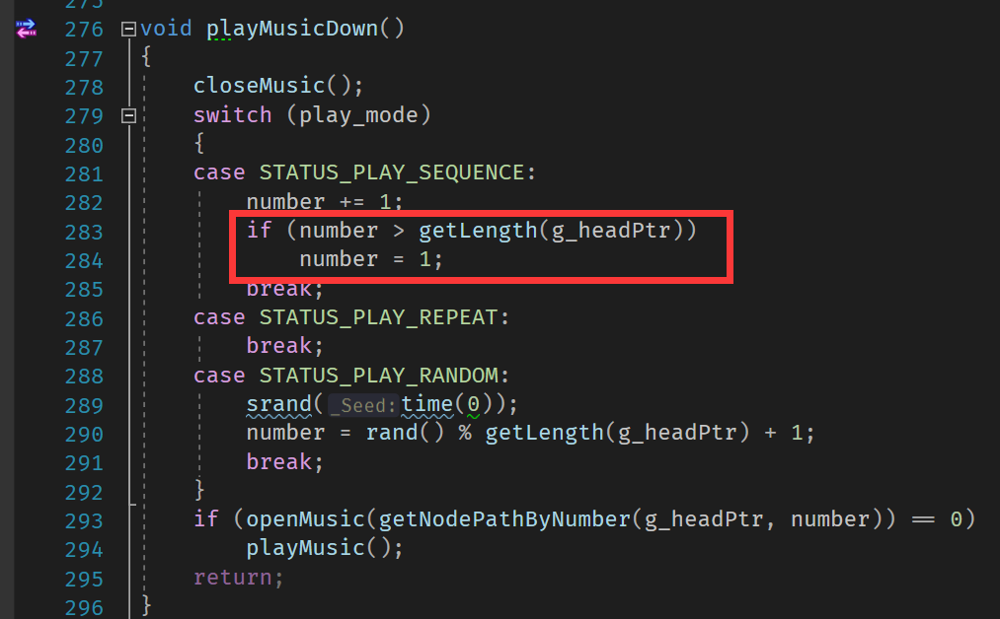 275
276 void playMusicDown()
277 {
278 closeMusic();
279 switch (play_mode)
280 {
281 case STATUS_PLAY_SEQUENCE:
282 number += 1;
283 if (number > getLength(g_headPtr))
284 number = 1;
285 break;
286 case STATUS_PLAY_REPEAT:
287 break;
288 case STATUS_PLAY_RANDOM:
289 srand(_Seed:time(0));
290 number = rand() % getLength(g_headPtr) + 1;
291 break;
292 }
293 if (openMusic(getNodePathByNumber(g_headPtr, number)) == 0)
294 playMusic();
295 return;
296 }